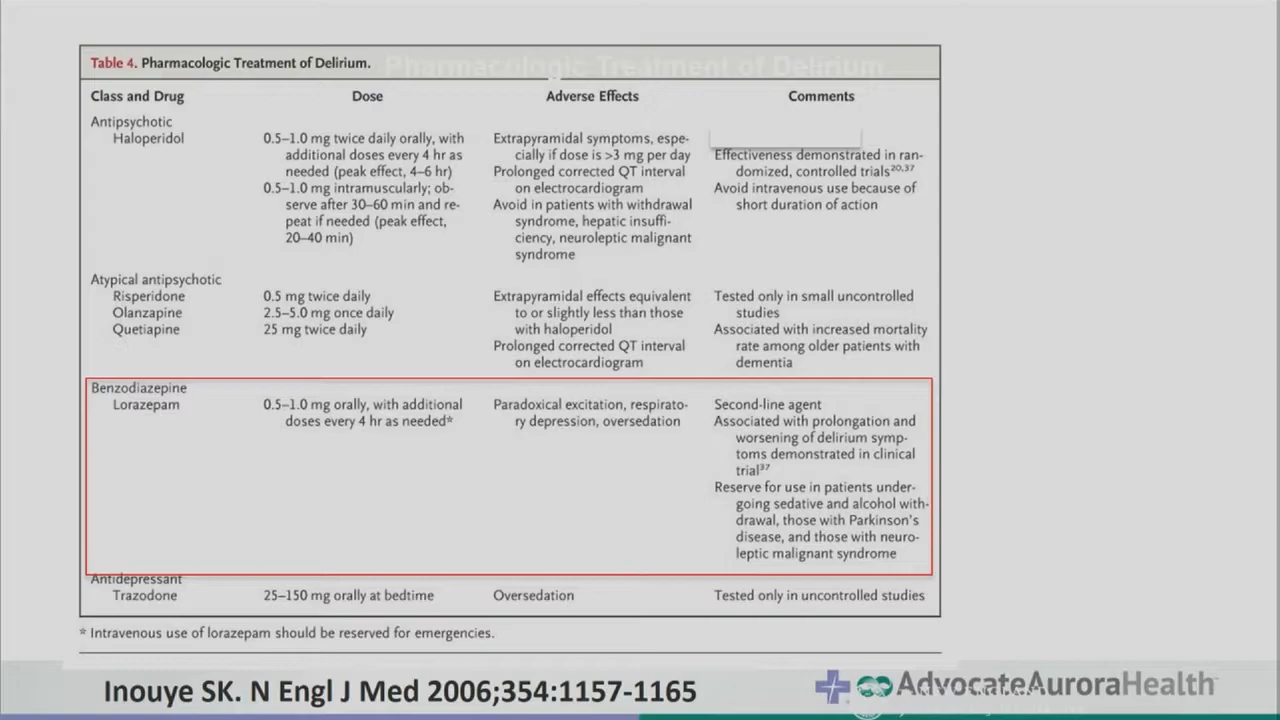 Pharmacologic Treatment of Delirium
Table 4. Pharmacologic Treatment of Delirium.
Class and Drug Dose Adverse Effects Comments
Antipsychotic
Haloperidol
0.5–1.0 mg twice daily orally, with
additional doses every 4 hr as
needed (peak effect, 4–6 hr)
0.5–1.0 mg intramuscularly; ob-
serve after 30–60 min and re-
peat if needed (peak effect,
20–40 min)
Extrapyramidal symptoms, espe-
cially if dose is >3 mg per day
Prolonged corrected QT interval
on electrocardiogram
Avoid in patients with withdrawal
syndrome, hepatic insuffi-
ciency, neuroleptic malignant
syndrome
Effectiveness demonstrated in ran-
domized, controlled trials20,37
Avoid intravenous use because of
short duration of action
Atypical antipsychotic
Risperidone
Olanzapine
Quetiapine
0.5 mg twice daily
2.5–5.0 mg once daily
25 mg twice daily
Extrapyramidal effects equivalent
to or slightly less than those
with haloperidol
Prolonged corrected QT interval
on electrocardiogram
Tested only in small uncontrolled
studies
Associated with increased mortality
rate among older patients with
dementia
Benzodiazepine
Lorazepam
0.5–1.0 mg orally, with additional
doses every 4 hr as needed*
Paradoxical excitation, respirato-
ry depression, oversedation
Second-line agent
Associated with prolongation and
worsening of delirium symp-
toms demonstrated in clinical
trial37
Reserve for use in patients under-
going sedative and alcohol with-
drawal, those with Parkinson's
disease, and those with neuro-
leptic malignant syndrome
Antidepressant
Trazodone
25–150 mg orally at bedtime
Oversedation
Tested only in uncontrolled studies
* Intravenous use of lorazepam should be reserved for emergencies.
Inouye SK. N Engl J Med 2006;354:1157-1165
AdvocateAuroraHealth